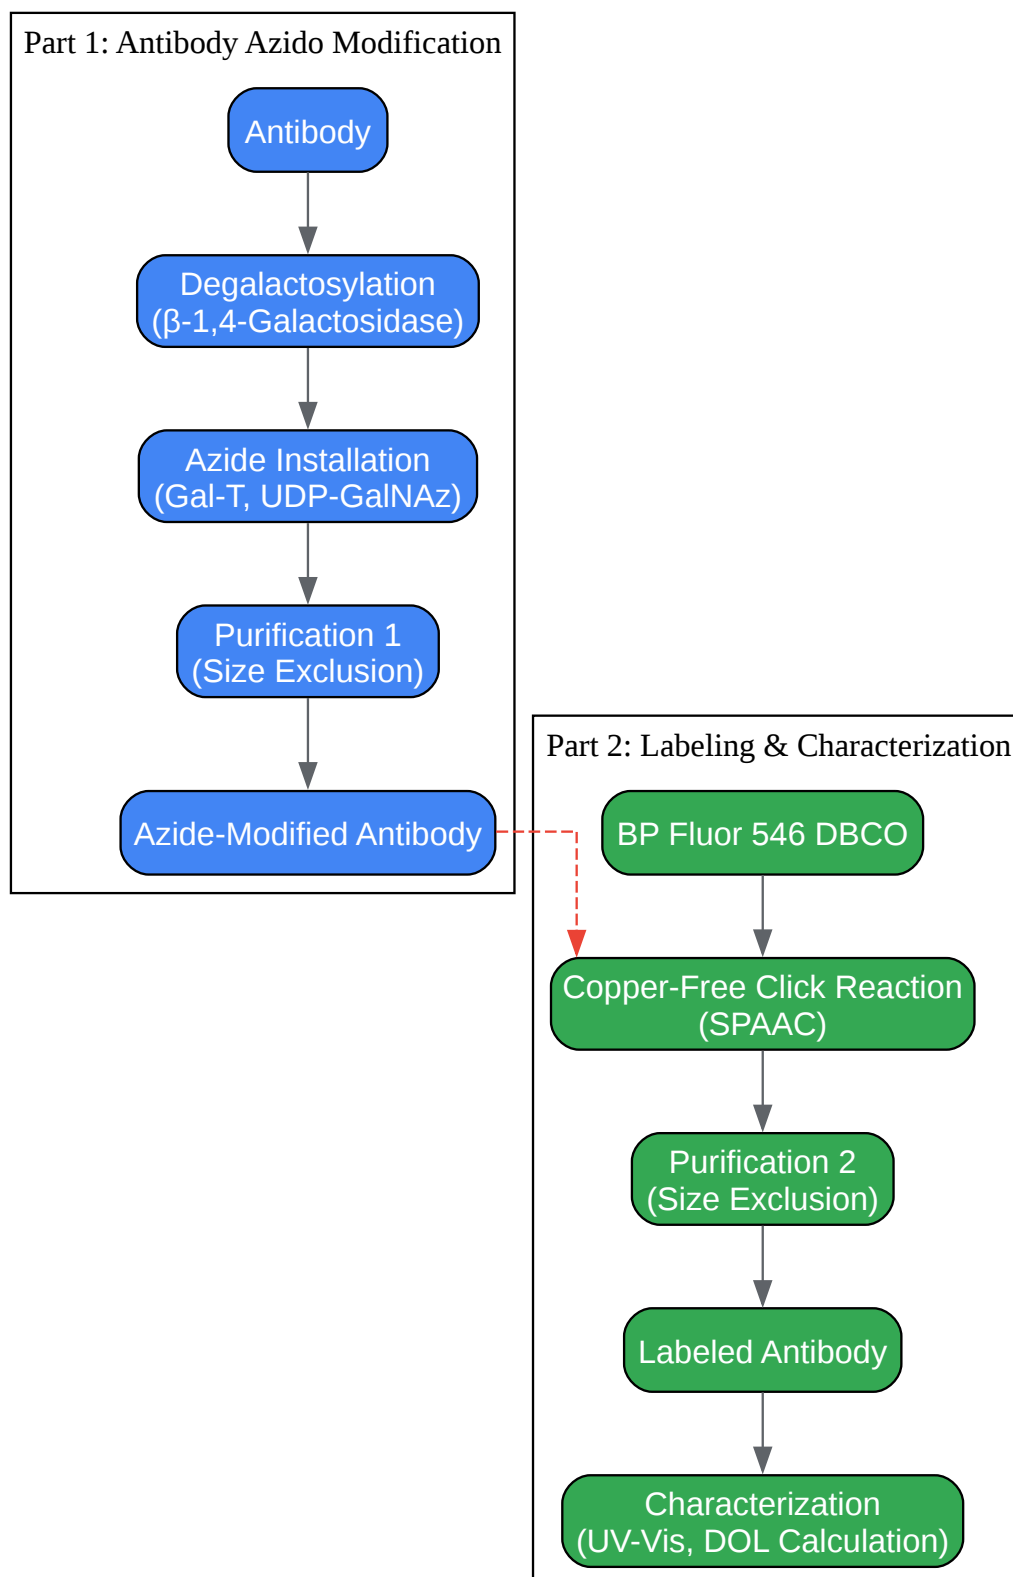 Part 1: Antibody Azido Modification
Antibody
Degalactosylation
(β-1,4-Galactosidase)
Azide Installation
(Gal-T, UDP-GalNAz)
Purification 1
(Size Exclusion)
Azide-Modified Antibody
Part 2: Labeling & Characterization
BP Fluor 546 DBCO
Copper-Free Click Reaction
(SPAAC)
Purification 2
(Size Exclusion)
Labeled Antibody
Characterization
(UV-Vis, DOL Calculation)